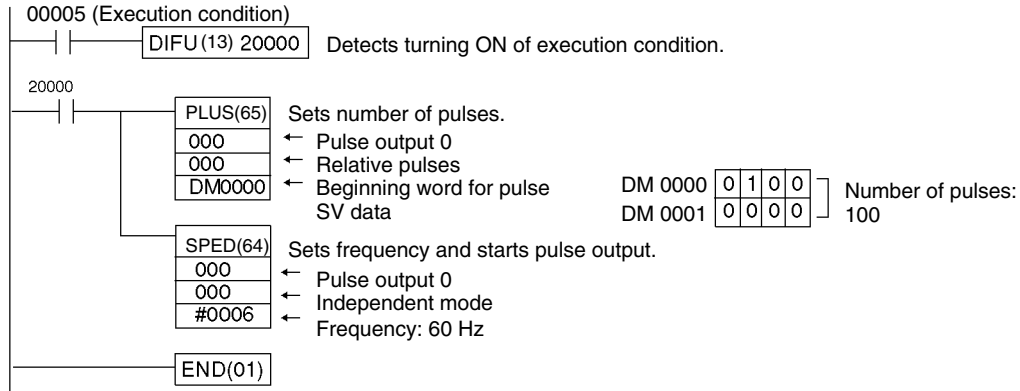 00005 (Execution condition)
DIFU(13) 20000 Detects turning ON of execution condition.
20000
PLUS(65) Sets number of pulses.
000 ← Pulse output 0
000 ← Relative pulses
DM0000 ← Beginning word for pulse
SV data
DM 0000 0 1 0 0
DM 0001 0 0 0 0
Number of pulses:
100
SPED(64) Sets frequency and starts pulse output.
000 ← Pulse output 0
000 ← Independent mode
#0006 ← Frequency: 60 Hz
END(01)